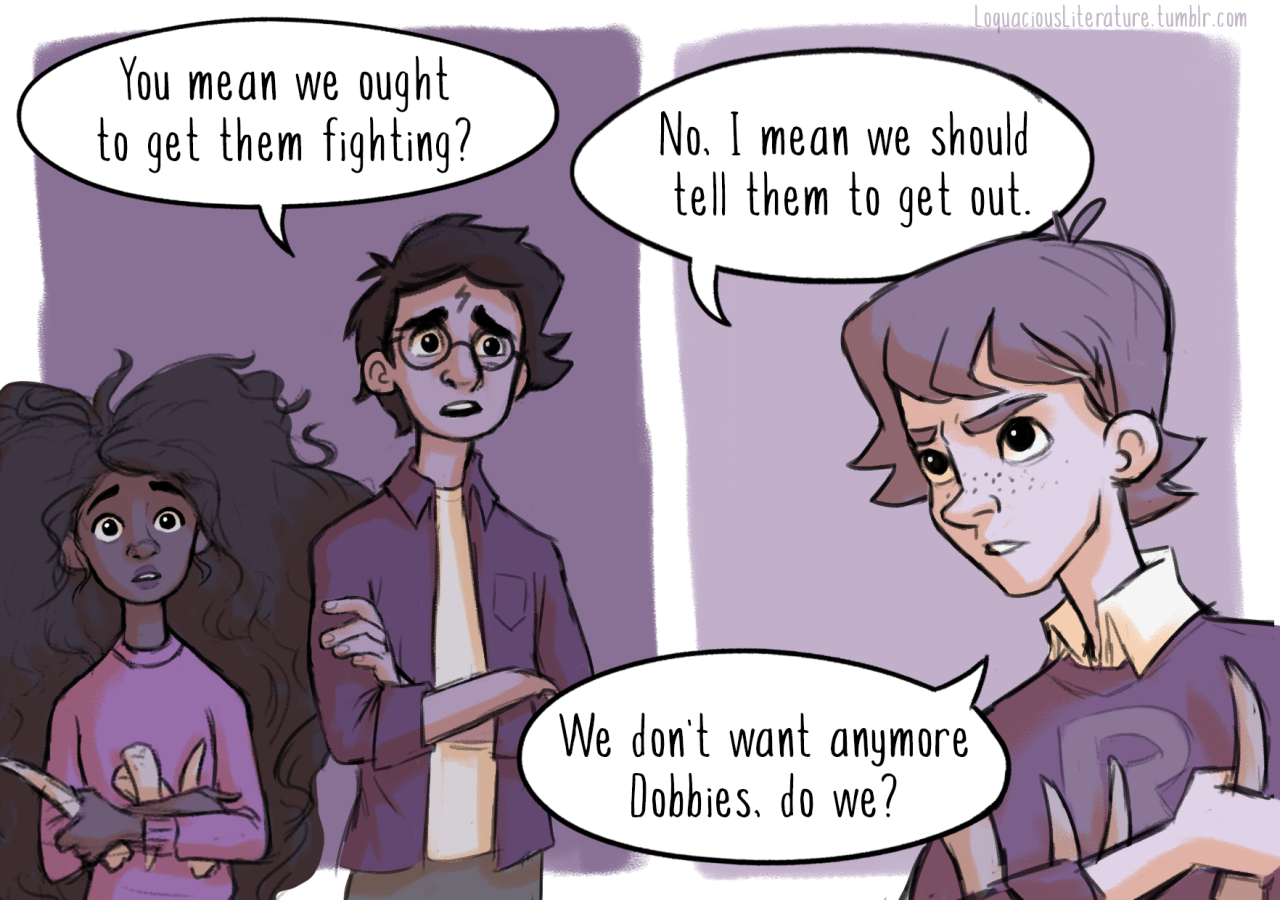 LoquaciousLiterature.tumblr.com
You mean we ought
to get them fighting?
No, I mean we should
tell them to get out.
We don't want anymore
Dobbies, do we?
R